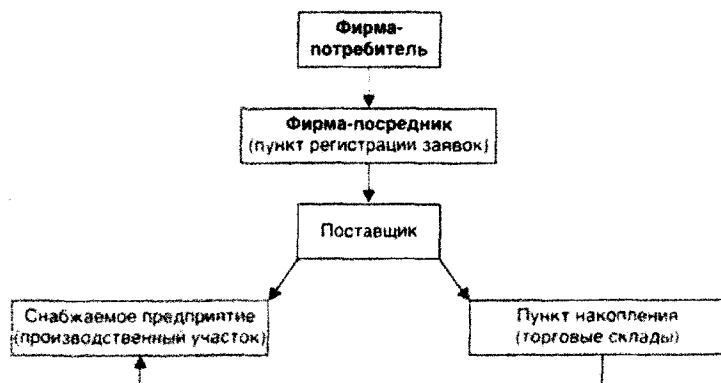 Фирма-
потребитель
Фирма-посредник
(пункт регистрации заявок)
Поставщик
Снабжаемое предприятие
(производственный участок)
Пункт накопления
(торговые склады)